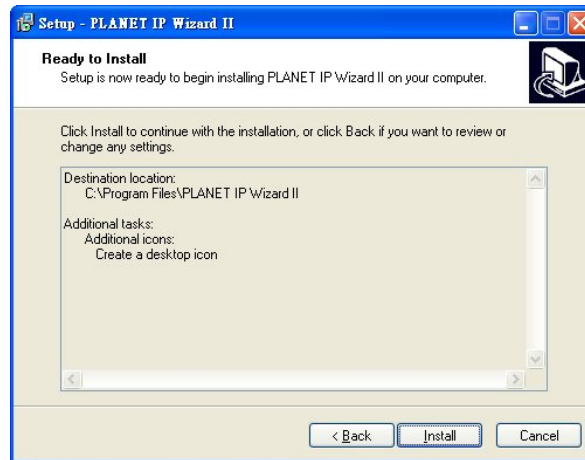 Setup - PLANET IP Wizard II
Ready to Install
Setup is now ready to begin installing PLANET IP Wizard II on your computer.
Click Install to continue with the installation, or click Back if you want to review or
change any settings.
Destination location:
C:\Program Files\PLANET IP Wizard II
Additional tasks:
Additional icons:
Create a desktop icon
< Back
Install
Cancel